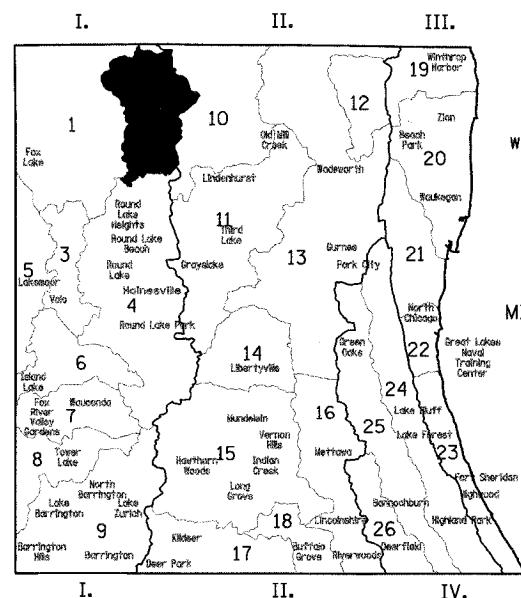 I. II. III.
19 Winthrop
Harbor
1 10 12
Zion
Fox
Lake
Old Mill
Creek
Beach
Park
20
Lindenhurst
Wadsworth
Waukegan
W
Round
Lake
Heights
11
Third
Lake
Round Lake
Beach
3
Gurnee
5
Round
Lake
Grayslake
13
Park City
21
Lakemoor
Volo
Hainesville
4
Round Lake Park
North
Chicago
MI
14
Libertyville
Green
Oaks
22
Great Lakes
Naval
Training
Center
6
Island
Lake
24
Fox
River
Valley
Gardens
Wauconda
7
Mundelein
16
Lake Bluff
25
8
Tower
Lake
Vernon
Hills
Lake Forest
23
Hawthorn
Woods
15
Indian
Creek
Mettawa
Fort Sheridan
North
Barrington
Long
Grove
Highwood
Lake
Barrington
Lake
Zurich
Bannockburn
18
Lincolnshire
Highland Park
9
Kildeer
26
Deerfield
Barrington
Hills
Barrington
Deer Park
17
Buffalo
Grove
Riverwoods
I. II. IV.